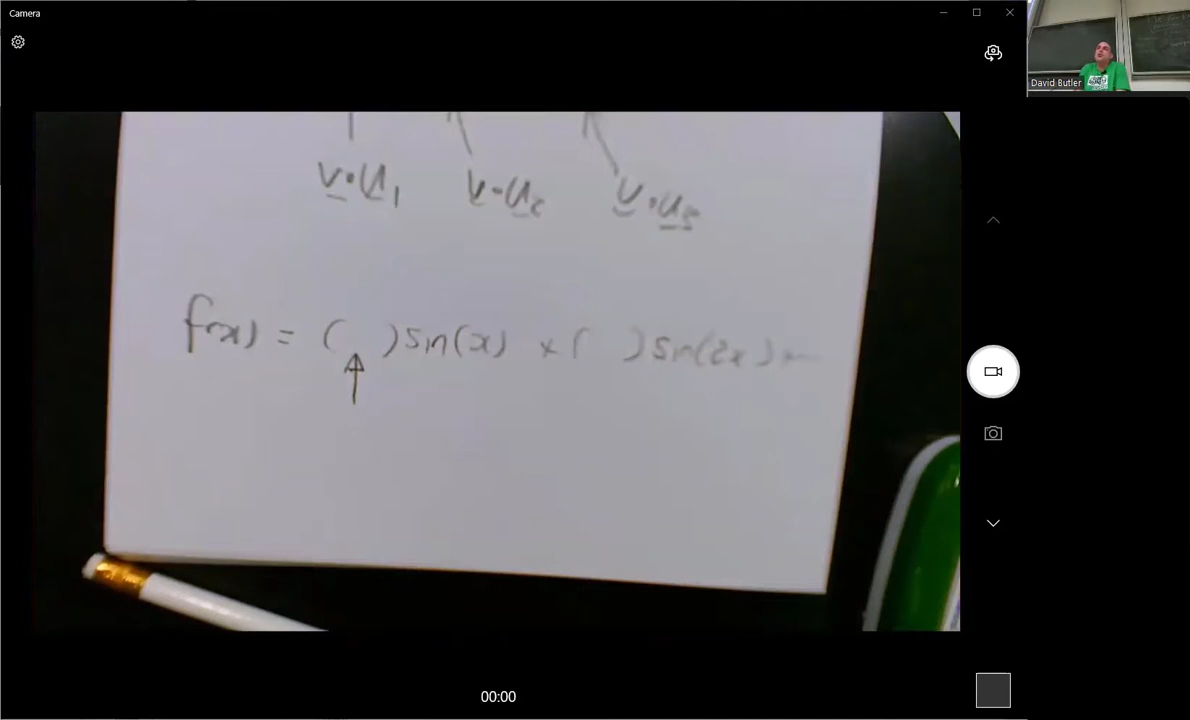 Camera
David Butler
v·u₁ v·u₂ v·u₃
f(x) = ( ) sin(x) + ( ) sin(2x) + ...
00:00